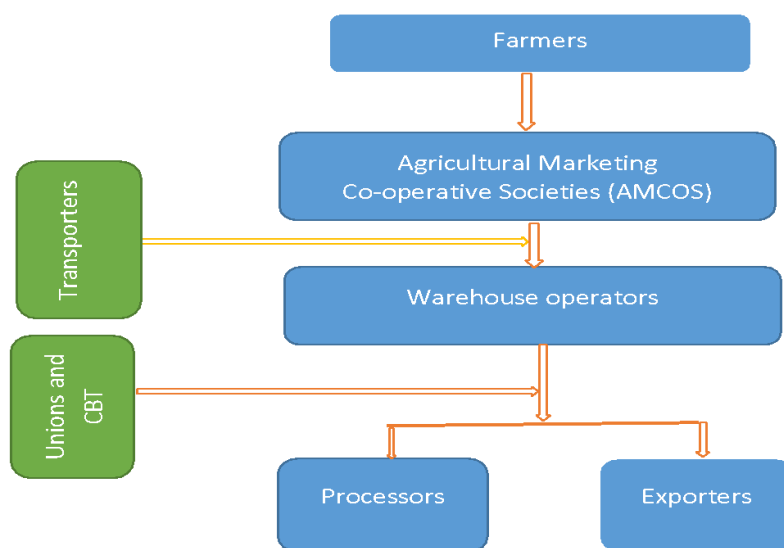 Farmers
Agricultural Marketing
Co-operative Societies (AMCOS)
Transporters
Warehouse operators
Unions and
CBT
Processors
Exporters